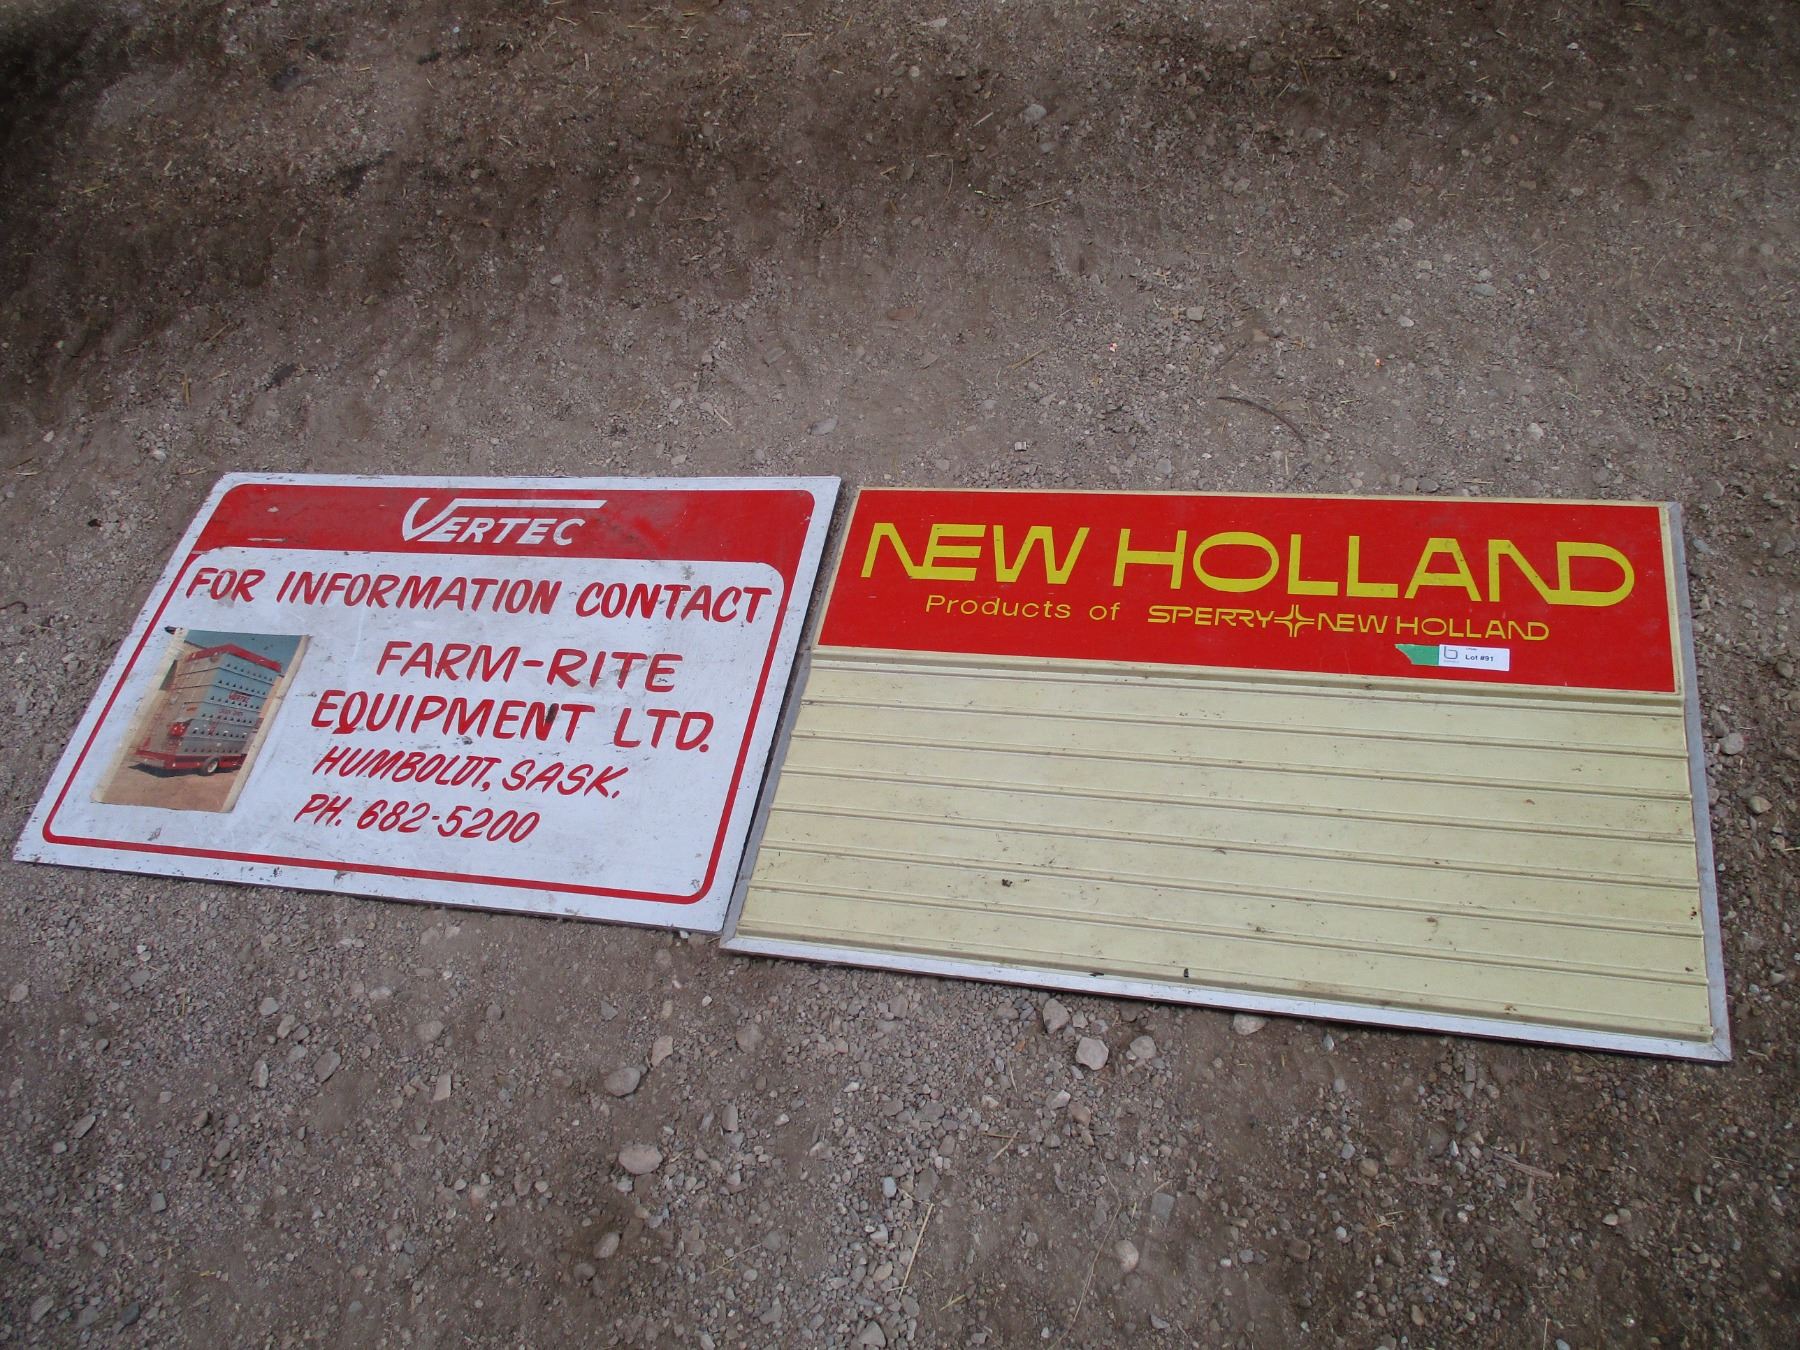 VERTEC
FOR INFORMATION CONTACT
FARM-RITE
EQUIPMENT LTD.
HUMBOLDT, SASK.
PH. 682-5200
VERTEC
NEW HOLLAND
Products of SPERRY NEW HOLLAND
b
Lot #91